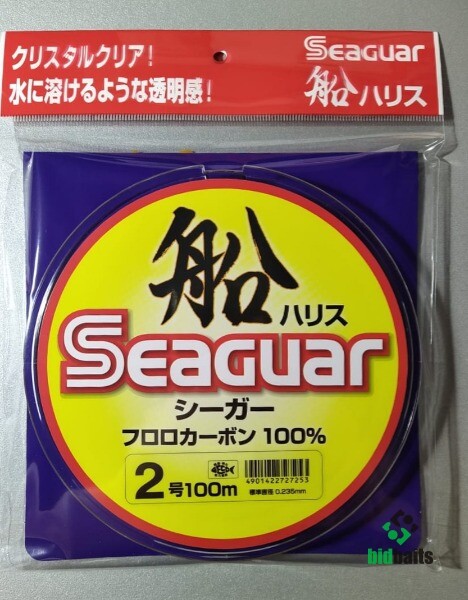 クリスタルクリア!
水に溶けるような透明感!
Seaguar
船ハリス
船
ハリス
Seaguar
シーガー
フロロカーボン 100%
2号100m
4901422727253
標準直径 0.235mm
bidbaits